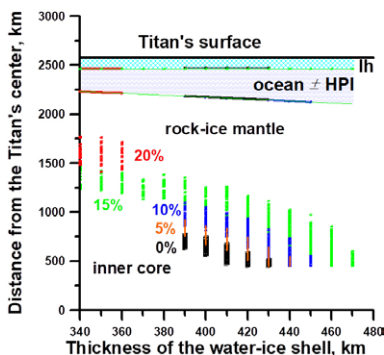 Distance from the Titan's center, km
3000
2500
2000
1500
1000
500
0
Titan's surface
Ih
ocean ± HPI
rock-ice mantle
20%
15%
10%
5%
0%
inner core
340 360 380 400 420 440 460 480
Thickness of the water-ice shell, km